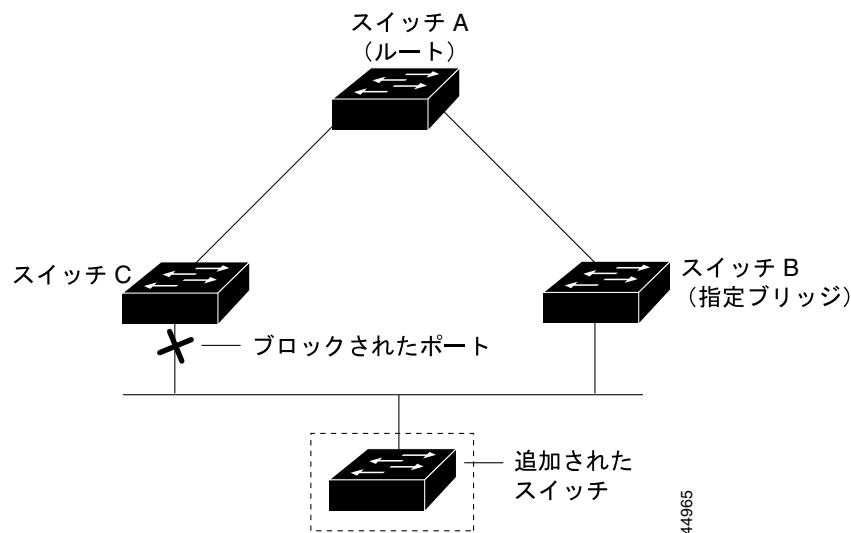 スイッチ A
（ルート）
スイッチ C
スイッチ B
（指定ブリッジ）
ブロックされたポート
追加された
スイッチ
44965